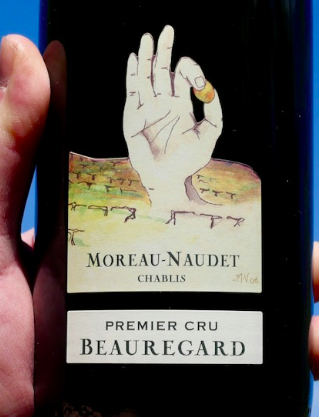 MOREAU-NAUDET
CHABLIS
PREMIER CRU
BEAUREGARD